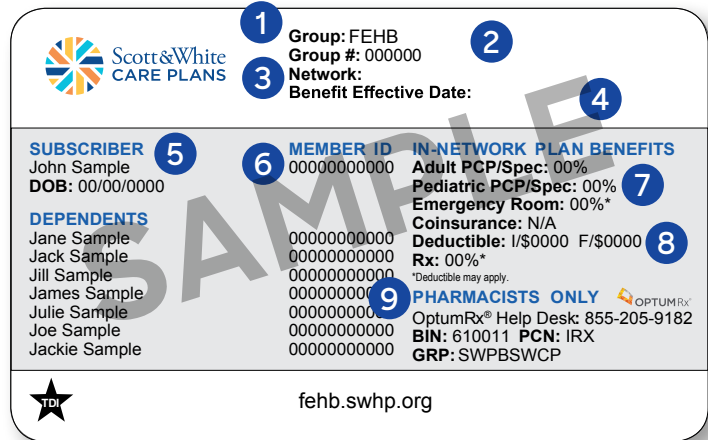 1
Group: FEHB
2
Group #: 000000
Scott&White
CARE PLANS
3
Network:
Benefit Effective Date:
4
SAMPLE
SUBSCRIBER
5
John Sample
DOB: 00/00/0000
6
MEMBER ID
00000000000
DEPENDENTS
Jane Sample 00000000000
Jack Sample 00000000000
Jill Sample 00000000000
James Sample 00000000000
Julie Sample 00000000000
Joe Sample 00000000000
Jackie Sample 00000000000
IN-NETWORK PLAN BENEFITS
Adult PCP/Spec: 00%
Pediatric PCP/Spec: 00%
7
Emergency Room: 00%*
Coinsurance: N/A
Deductible: I/$0000 F/$0000
8
Rx: 00%*
*Deductible may apply.
9
PHARMACISTS ONLY
OPTUMRx®
OptumRx® Help Desk: 855-205-9182
BIN: 610011 PCN: IRX
GRP: SWPBSWCP
TDI
fehb.swhp.org